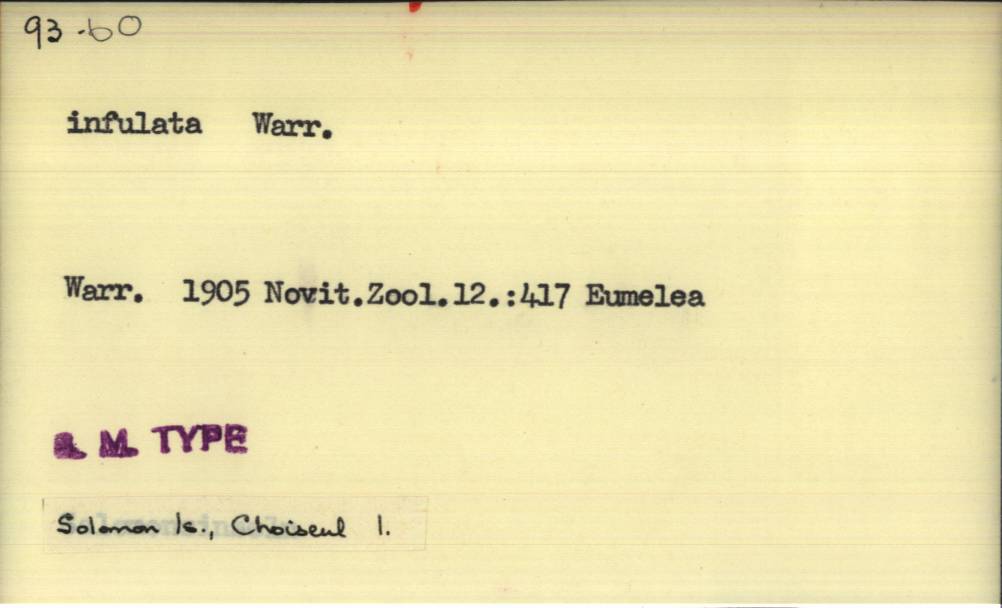 93-60
infulata Warr.
Warr. 1905 Novit.Zool.12.:417 Eumelea
M. TYPE
Solomon Is., Choiseul I.